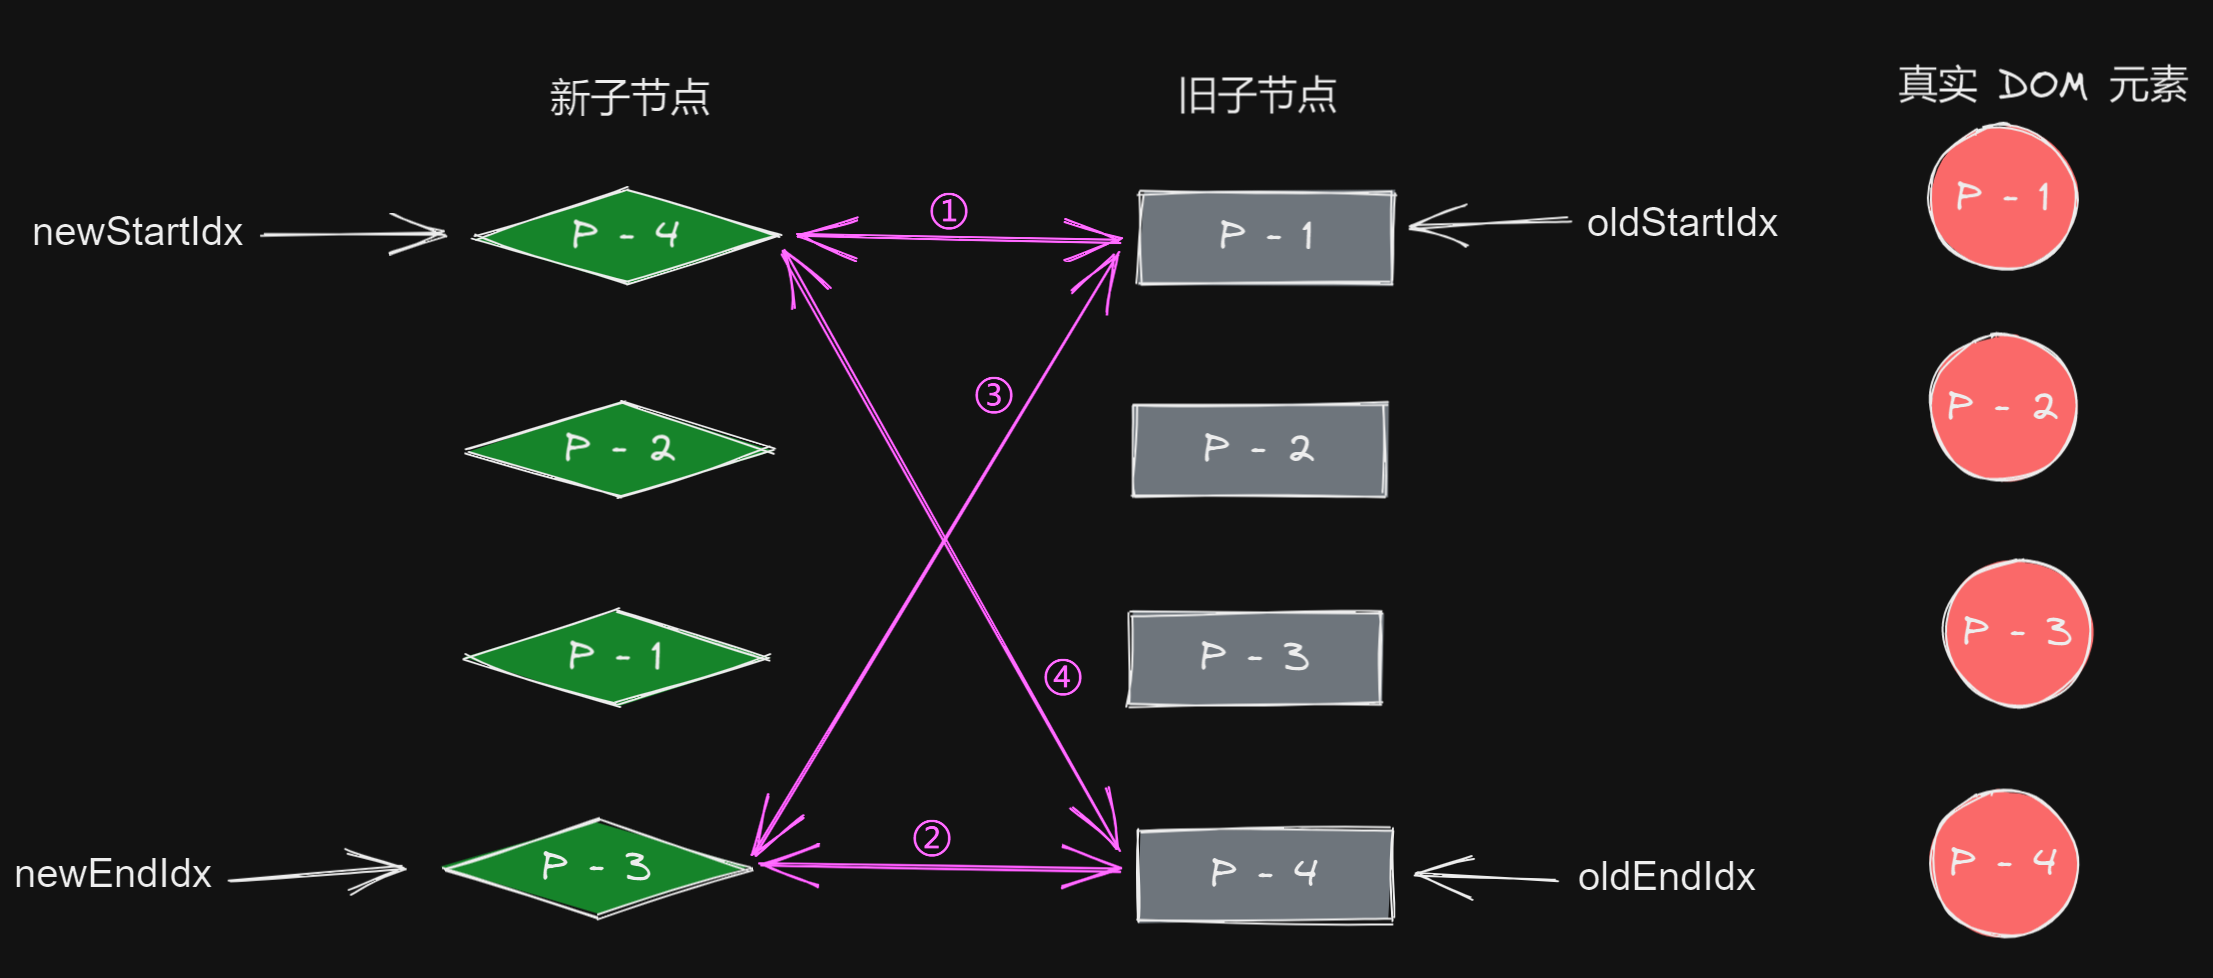 新子节点
旧子节点
真实 DOM 元素
newStartIdx
P - 4
①
P - 1
oldStartIdx
P - 1
③
P - 2
P - 2
P - 2
P - 1
④
P - 3
P - 3
newEndIdx
P - 3
②
P - 4
oldEndIdx
P - 4